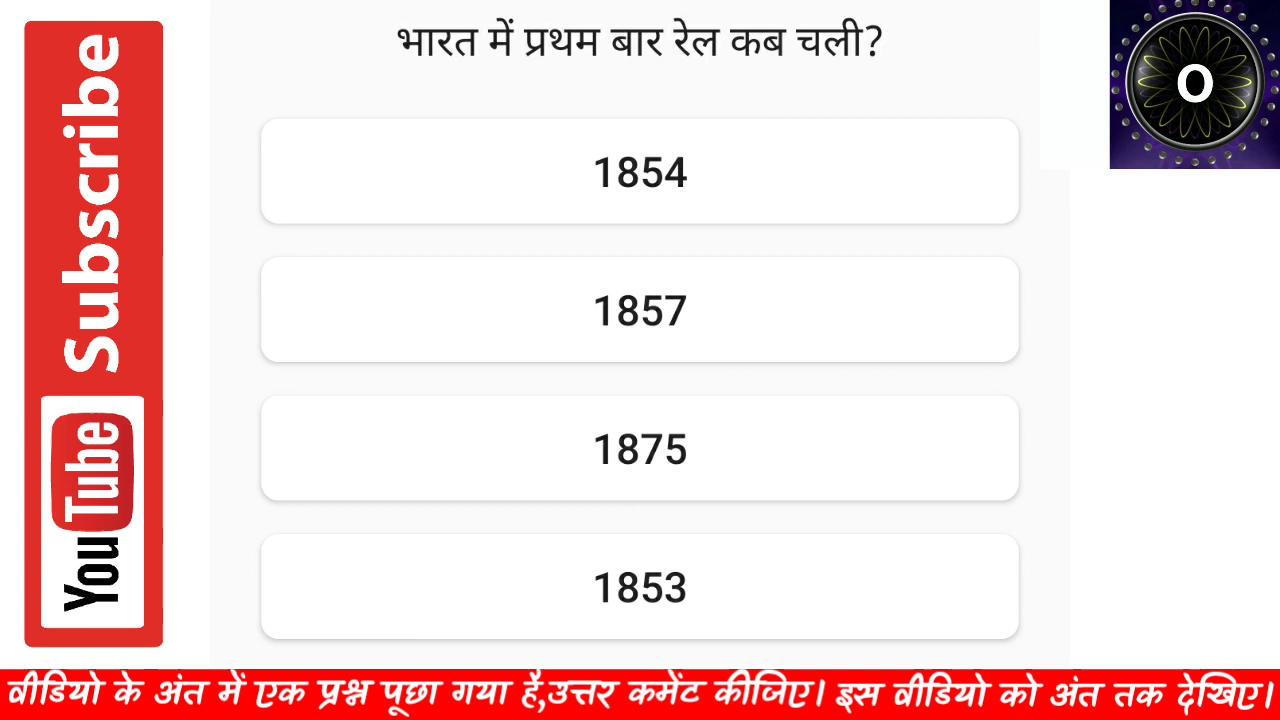 भारत में प्रथम बार रेल कब चली?
O
1854
1857
1875
1853
YouTube Subscribe
वीडियो के अंत में एक प्रश्न पूछा गया है,उत्तर कमेंट कीजिए। इस वीडियो को अंत तक देखिए।